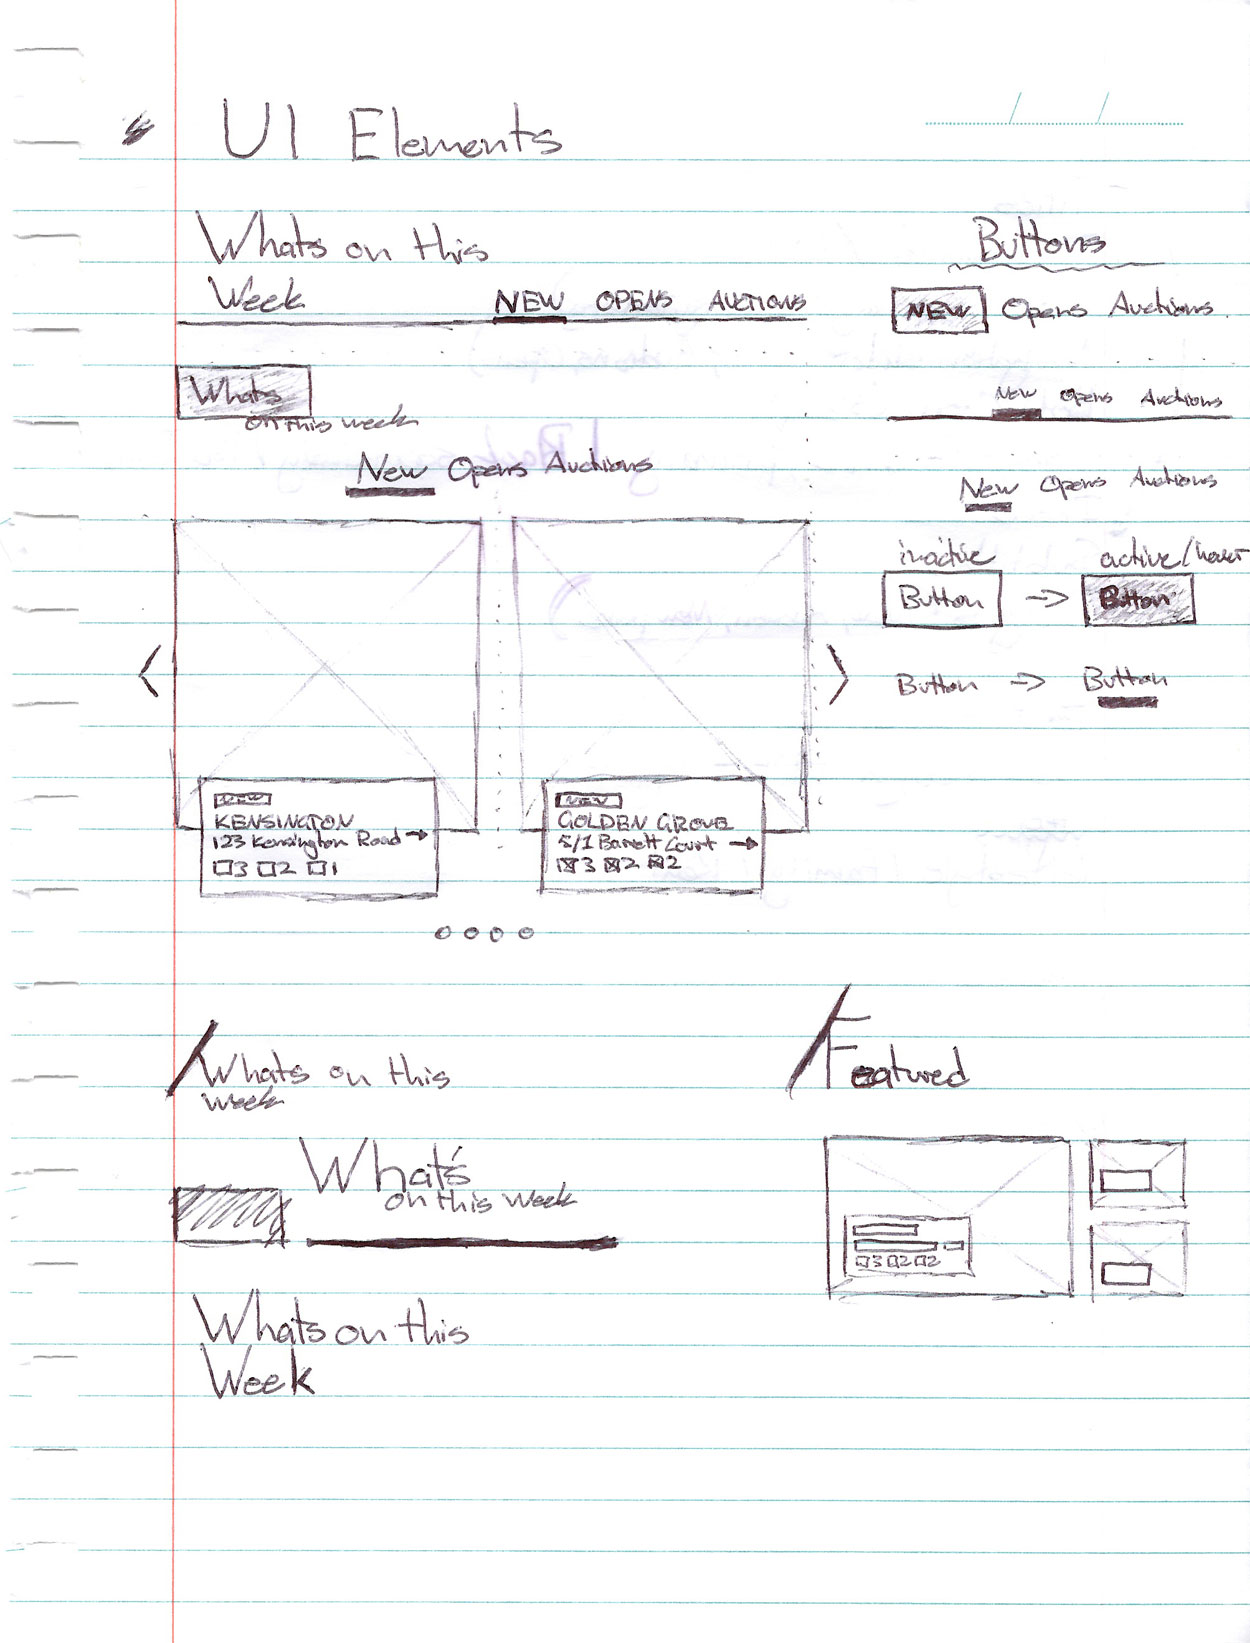 UI Elements
Whats on this
Week
NEW OPENS AUCTIONS
Whats
on this week
New Opens Auctions
Buttons
NEW Opens Auctions
New Opens Auctions
New Opens Auctions
inactive active/hover
Button → Button
Button → Button
NEW
KENSINGTON
123 Kensington Road →
3 2 1
NEW
GOLDEN GROVE
5/1 Barrett Court →
3 2 2
Whats on this
week
Featured
What's
on this week
3 2 2
Whats on this
Week